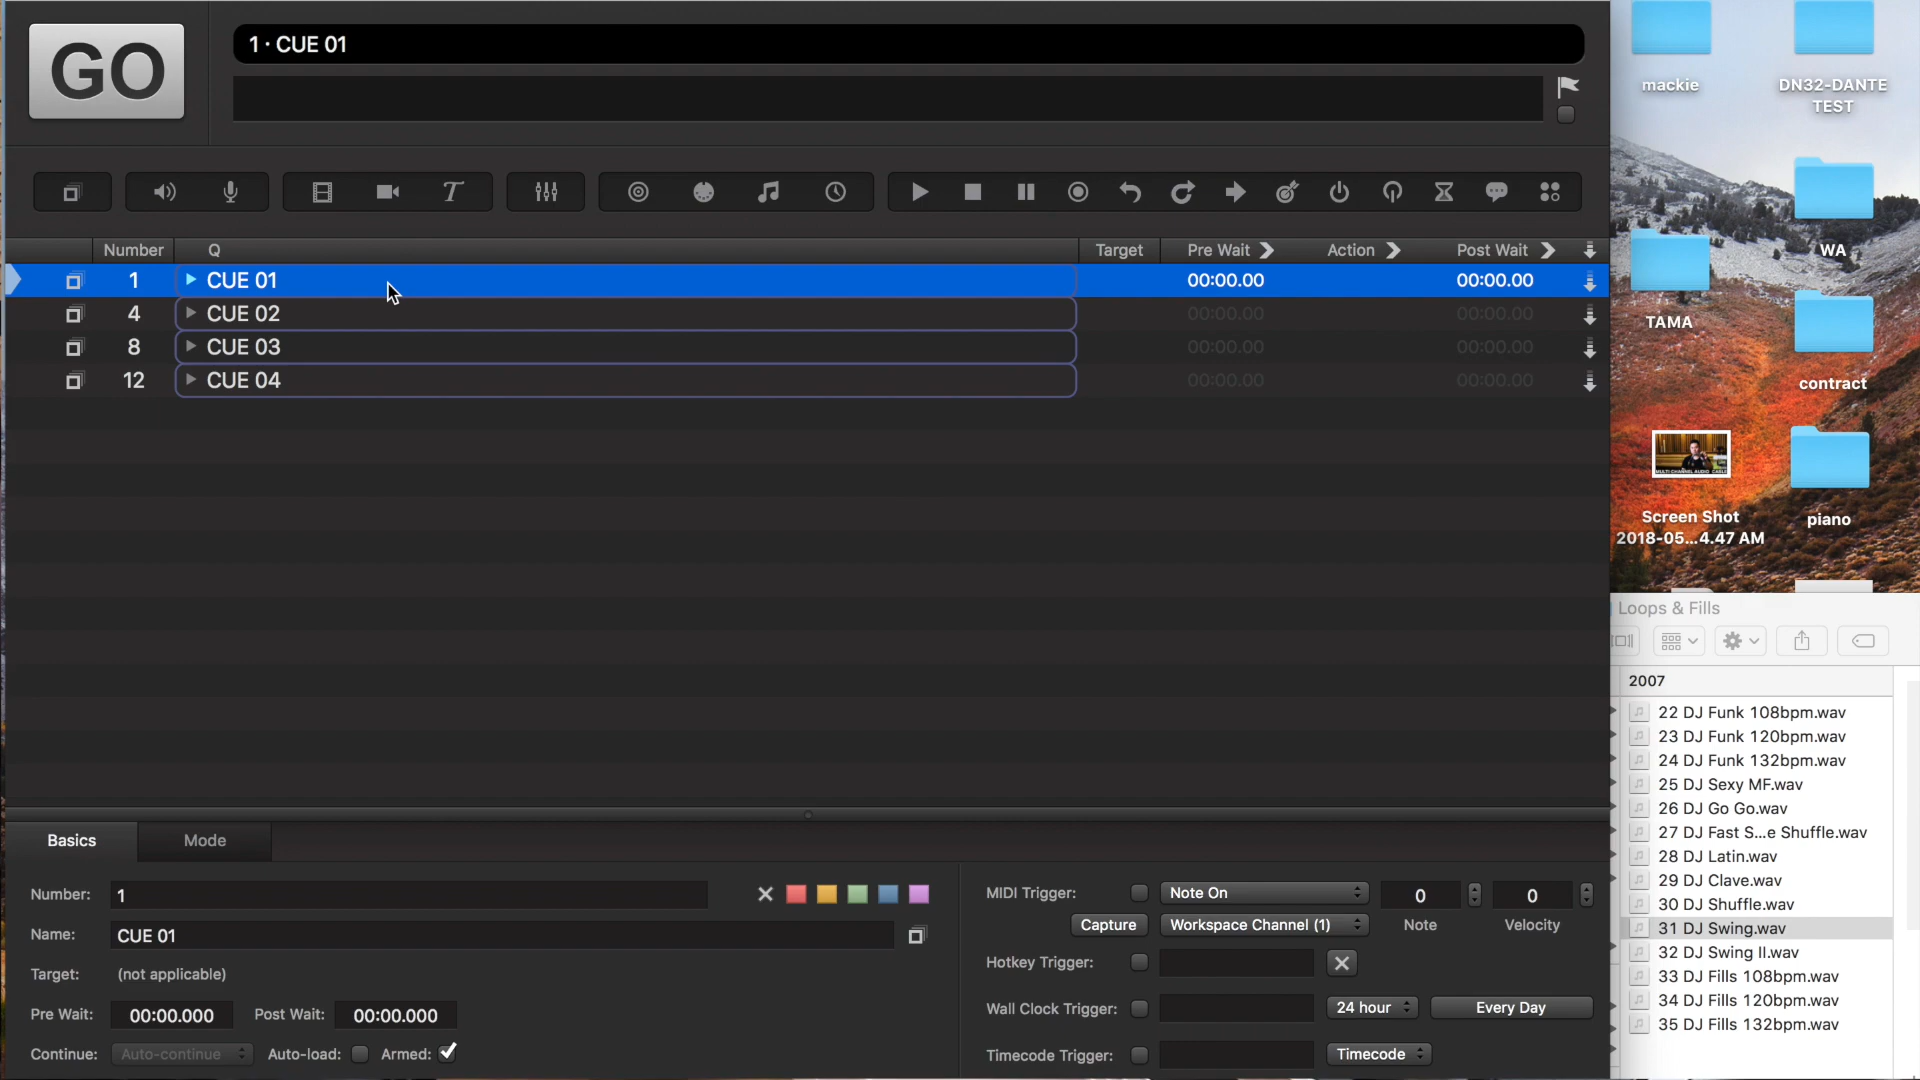 GO
1 · CUE 01
Number Q Target Pre Wait Action Post Wait
1 CUE 01 00:00.00 00:00.00
4 CUE 02 00:00.00 00:00.00
8 CUE 03 00:00.00 00:00.00
12 CUE 04 00:00.00 00:00.00
Basics Mode
Number: 1
Name: CUE 01
Target: (not applicable)
Pre Wait: 00:00.000 Post Wait: 00:00.000
Continue: Auto-continue Auto-load: Armed:
MIDI Trigger: Note On 0 0
Capture Workspace Channel (1) Note Velocity
Hotkey Trigger:
Wall Clock Trigger: 24 hour Every Day
Timecode Trigger: Timecode
mackie
DN32-DANTE
TEST
WA
TAMA
contract
Screen Shot
2018-05...4.47 AM
piano
Loops & Fills
2007
22 DJ Funk 108bpm.wav
23 DJ Funk 120bpm.wav
24 DJ Funk 132bpm.wav
25 DJ Sexy MF.wav
26 DJ Go Go.wav
27 DJ Fast S...e Shuffle.wav
28 DJ Latin.wav
29 DJ Clave.wav
30 DJ Shuffle.wav
31 DJ Swing.wav
32 DJ Swing II.wav
33 DJ Fills 108bpm.wav
34 DJ Fills 120bpm.wav
35 DJ Fills 132bpm.wav